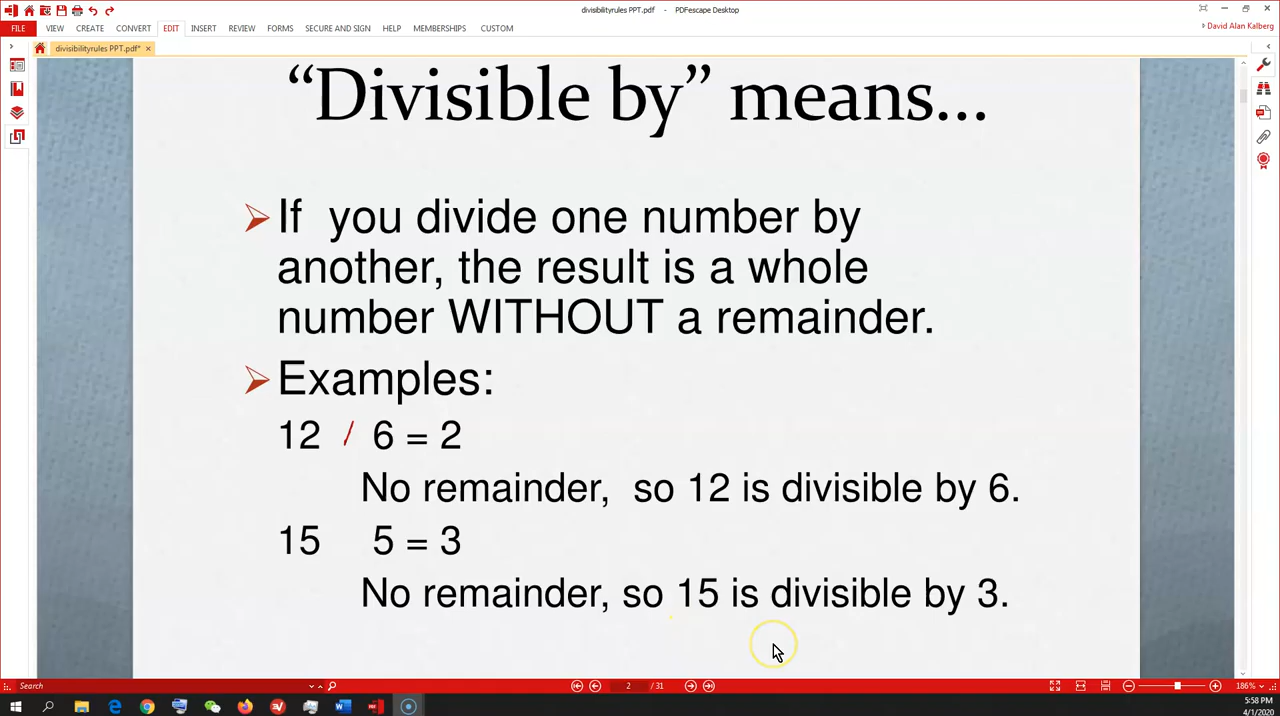 divisibilityrules PPT.pdf - PDFescape Desktop
FILE VIEW CREATE CONVERT EDIT INSERT REVIEW FORMS SECURE AND SIGN HELP MEMBERSHIPS CUSTOM
David Alan Kalberg
divisibilityrules PPT.pdf* ×
“Divisible by” means...
If you divide one number by
another, the result is a whole
number WITHOUT a remainder.
Examples:
12 / 6 = 2
No remainder, so 12 is divisible by 6.
15 5 = 3
No remainder, so 15 is divisible by 3.
Search
2 / 31
186%
5:58 PM
4/1/2020